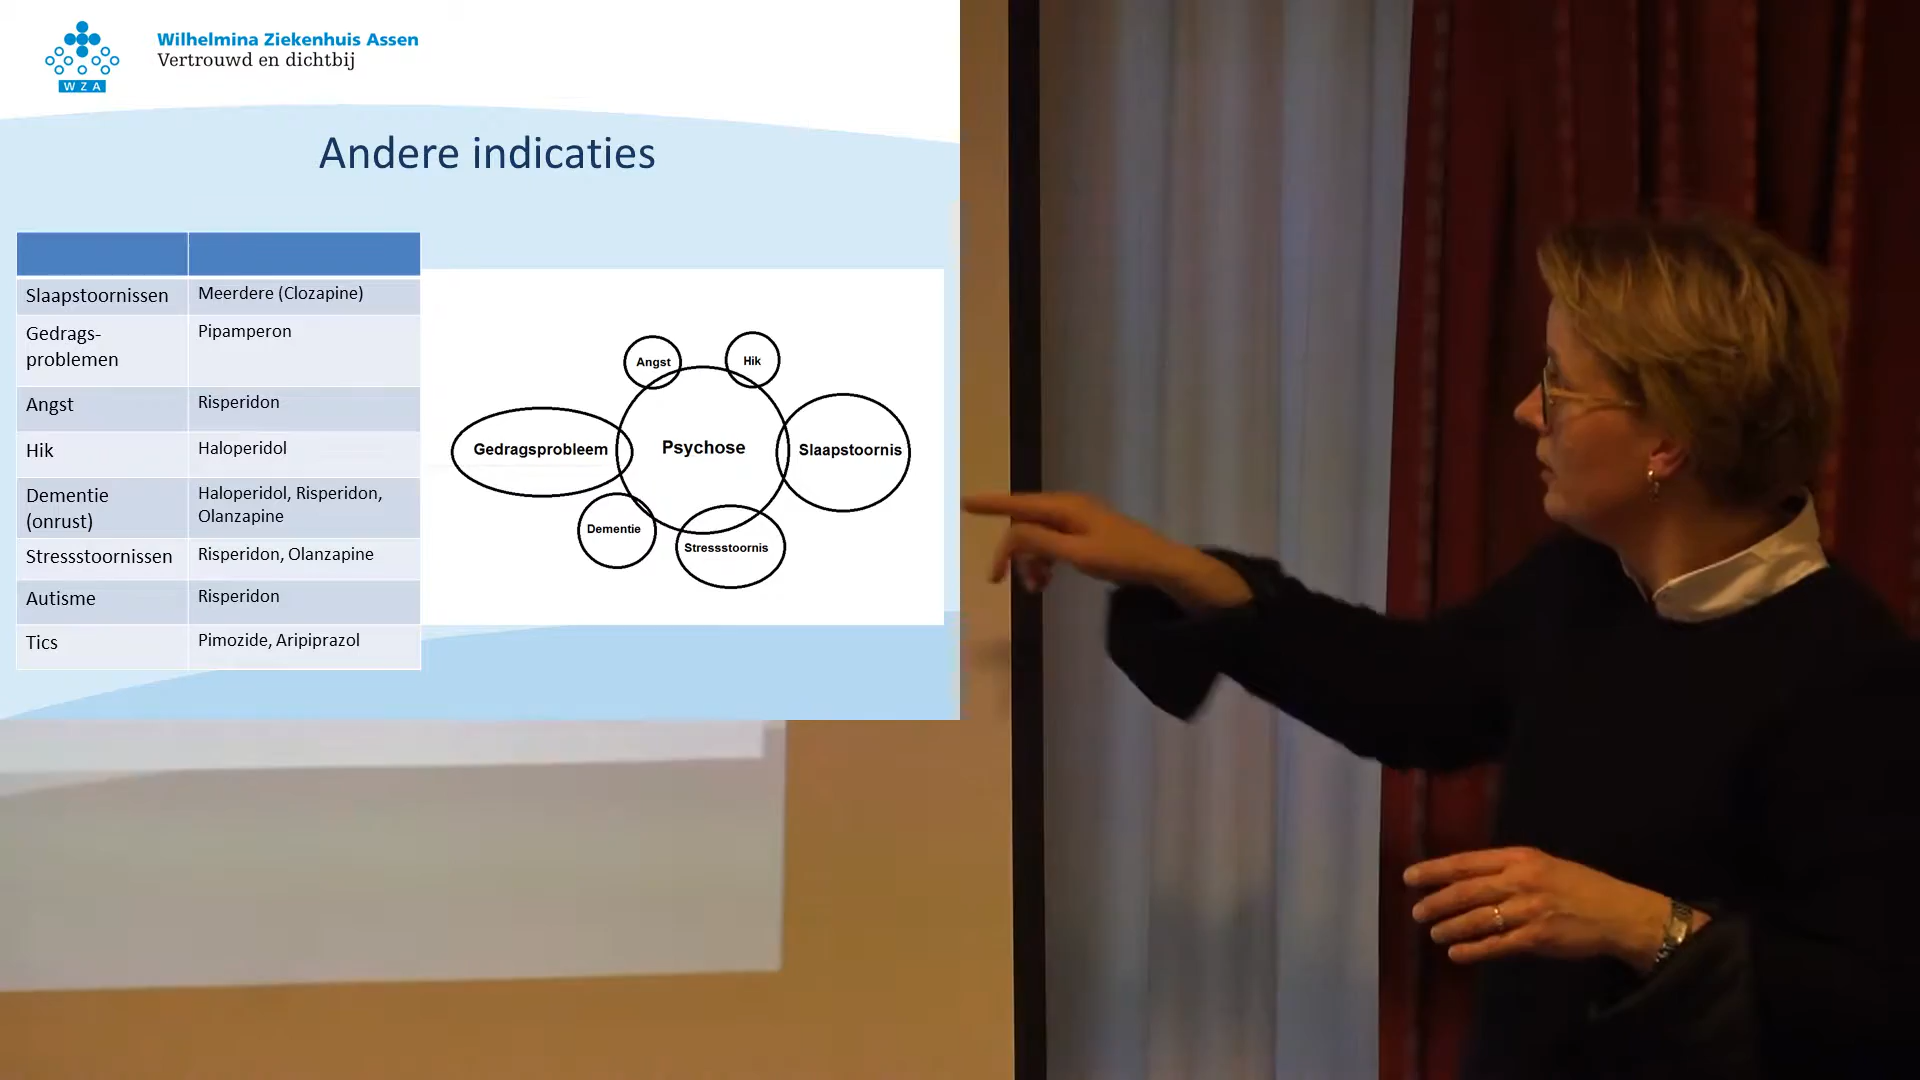 Wilhelmina Ziekenhuis Assen
Vertrouwd en dichtbij
W Z A
Andere indicaties
Slaapstoornissen
Meerdere (Clozapine)
Gedrags-
problemen
Pipamperon
Angst
Risperidon
Hik
Haloperidol
Dementie
(onrust)
Haloperidol, Risperidon,
Olanzapine
Stressstoornissen
Risperidon, Olanzapine
Autisme
Risperidon
Tics
Pimozide, Aripiprazol
Angst
Hik
Gedragsprobleem
Psychose
Slaapstoornis
Dementie
Stressstoornis